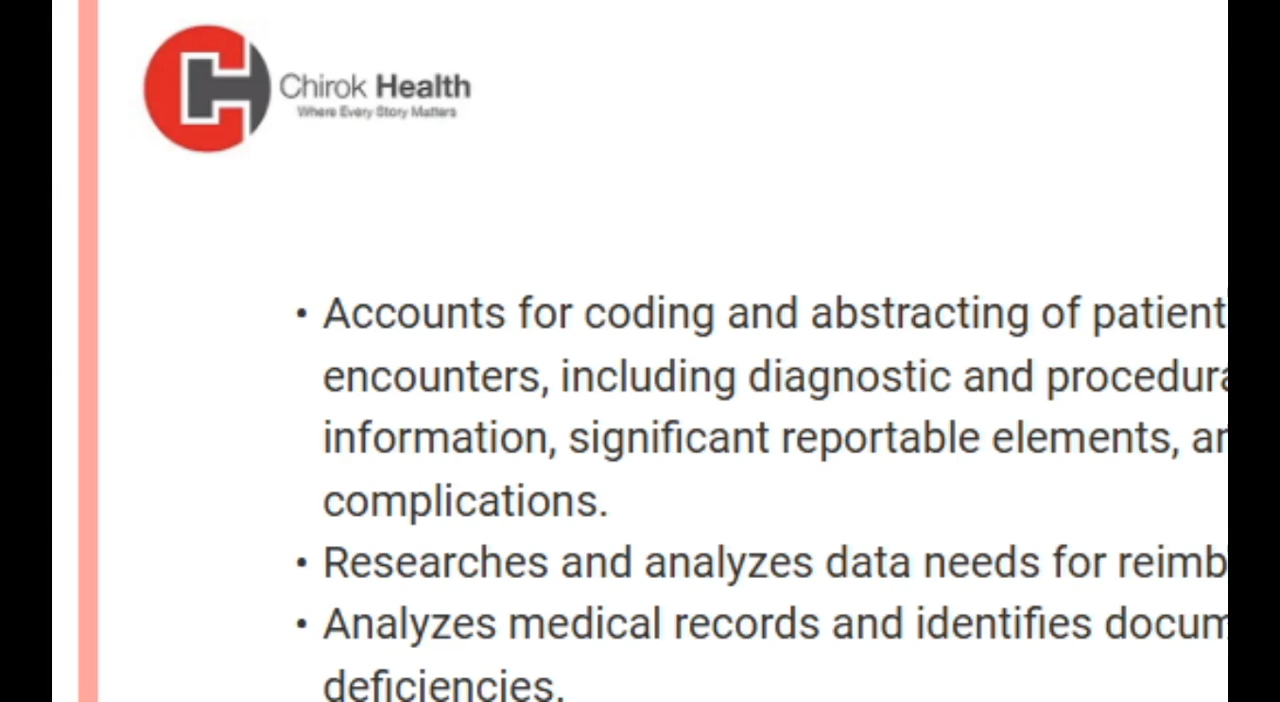 Chirok Health
Where Every Story Matters
• Accounts for coding and abstracting of patient
encounters, including diagnostic and procedura
information, significant reportable elements, an
complications.
• Researches and analyzes data needs for reimb
• Analyzes medical records and identifies docum
deficiencies.